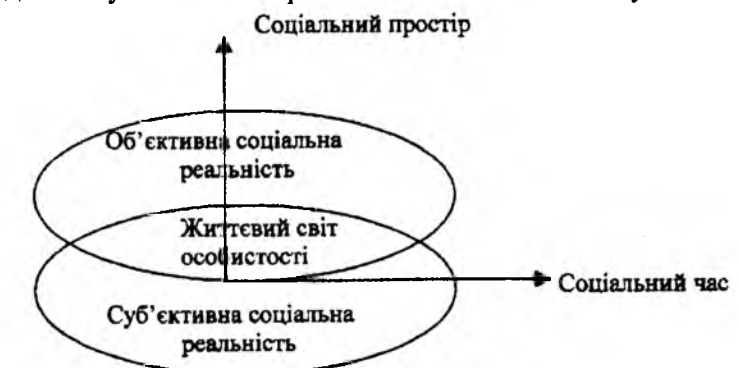 Соціальний простір
Об’єктивна соціальна
реальність
Життєвий світ
особистості
Соціальний час
Суб’єктивна соціальна
реальність